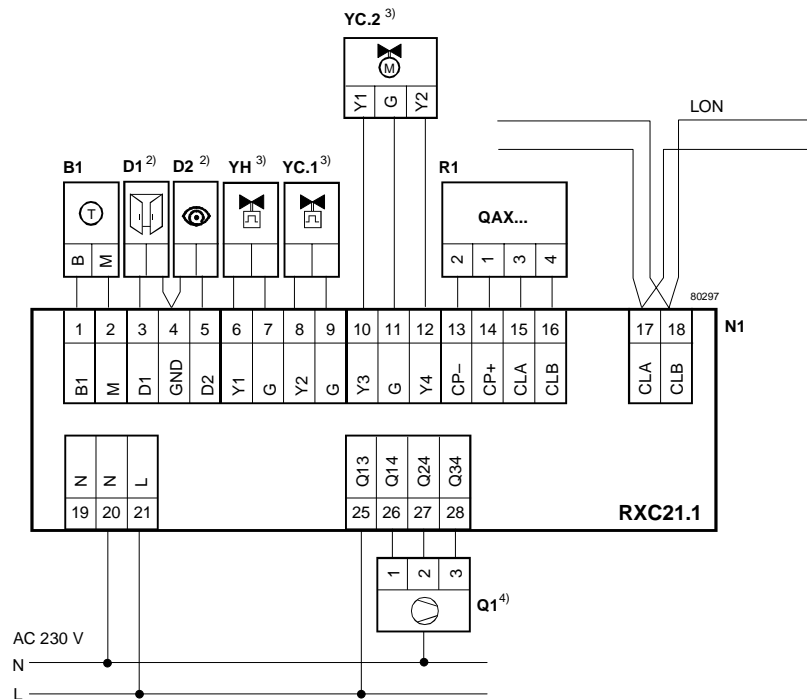 YC.2 3)
M
Y1 G Y2
LON
B1 D1 2) D2 2) YH 3) YC.1 3) R1
T
QAX...
B M 2 1 3 4
80297
1 2 3 4 5 6 7 8 9 10 11 12 13 14 15 16 17 18 N1
B1 M D1 GND D2 Y1 G Y2 G Y3 G Y4 CP– CP+ CLA CLB CLA CLB
N N L Q13 Q14 Q24 Q34
19 20 21 25 26 27 28 RXC21.1
1 2 3
Q1 4)
AC 230 V
N
L